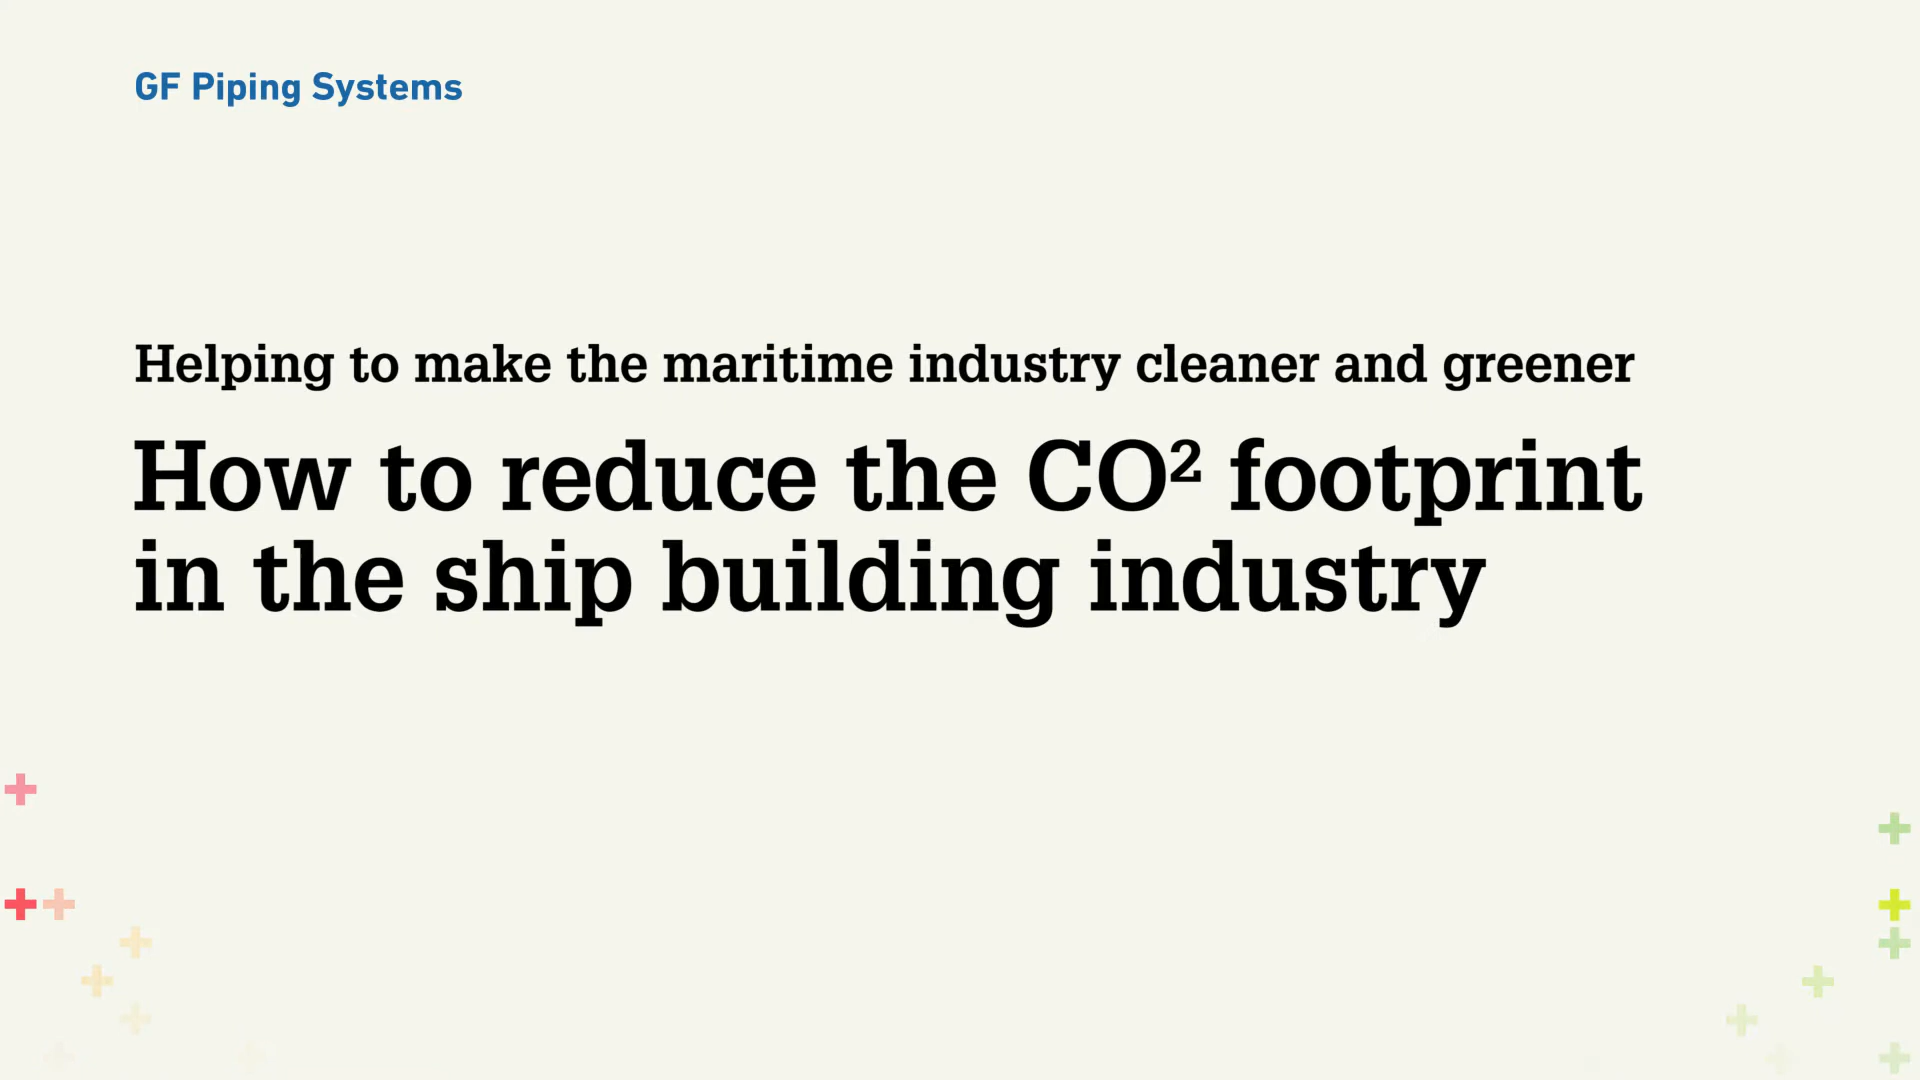 GF Piping Systems
Helping to make the maritime industry cleaner and greener
How to reduce the CO² footprint
in the ship building industry